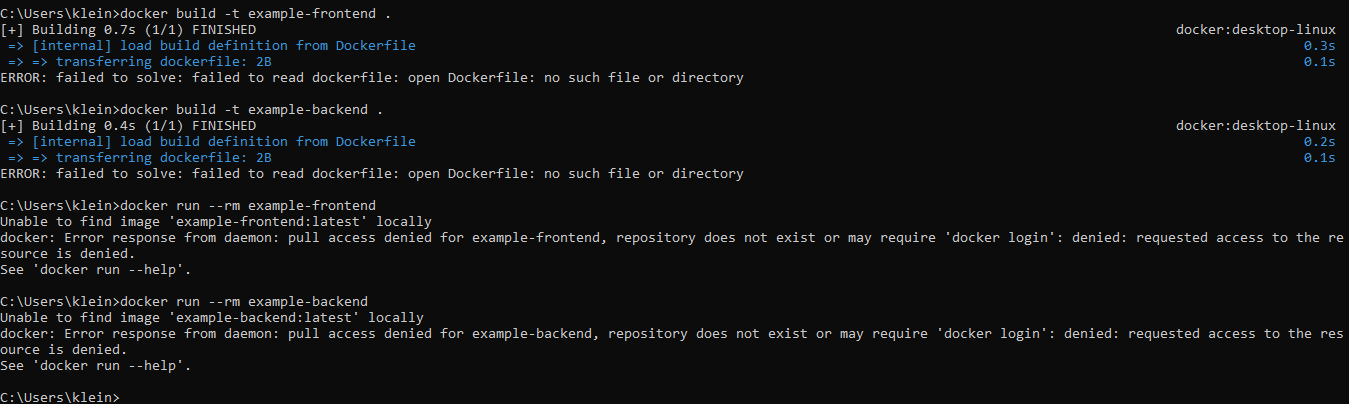 C:\Users\klein>docker build -t example-frontend .
[+] Building 0.7s (1/1) FINISHED docker:desktop-linux
=> [internal] load build definition from Dockerfile 0.3s
=> => transferring dockerfile: 2B 0.1s
ERROR: failed to solve: failed to read dockerfile: open Dockerfile: no such file or directory
C:\Users\klein>docker build -t example-backend .
[+] Building 0.4s (1/1) FINISHED docker:desktop-linux
=> [internal] load build definition from Dockerfile 0.2s
=> => transferring dockerfile: 2B 0.1s
ERROR: failed to solve: failed to read dockerfile: open Dockerfile: no such file or directory
C:\Users\klein>docker run --rm example-frontend
Unable to find image 'example-frontend:latest' locally
docker: Error response from daemon: pull access denied for example-frontend, repository does not exist or may require 'docker login': denied: requested access to the re
source is denied.
See 'docker run --help'.
C:\Users\klein>docker run --rm example-backend
Unable to find image 'example-backend:latest' locally
docker: Error response from daemon: pull access denied for example-backend, repository does not exist or may require 'docker login': denied: requested access to the res
ource is denied.
See 'docker run --help'.
C:\Users\klein>